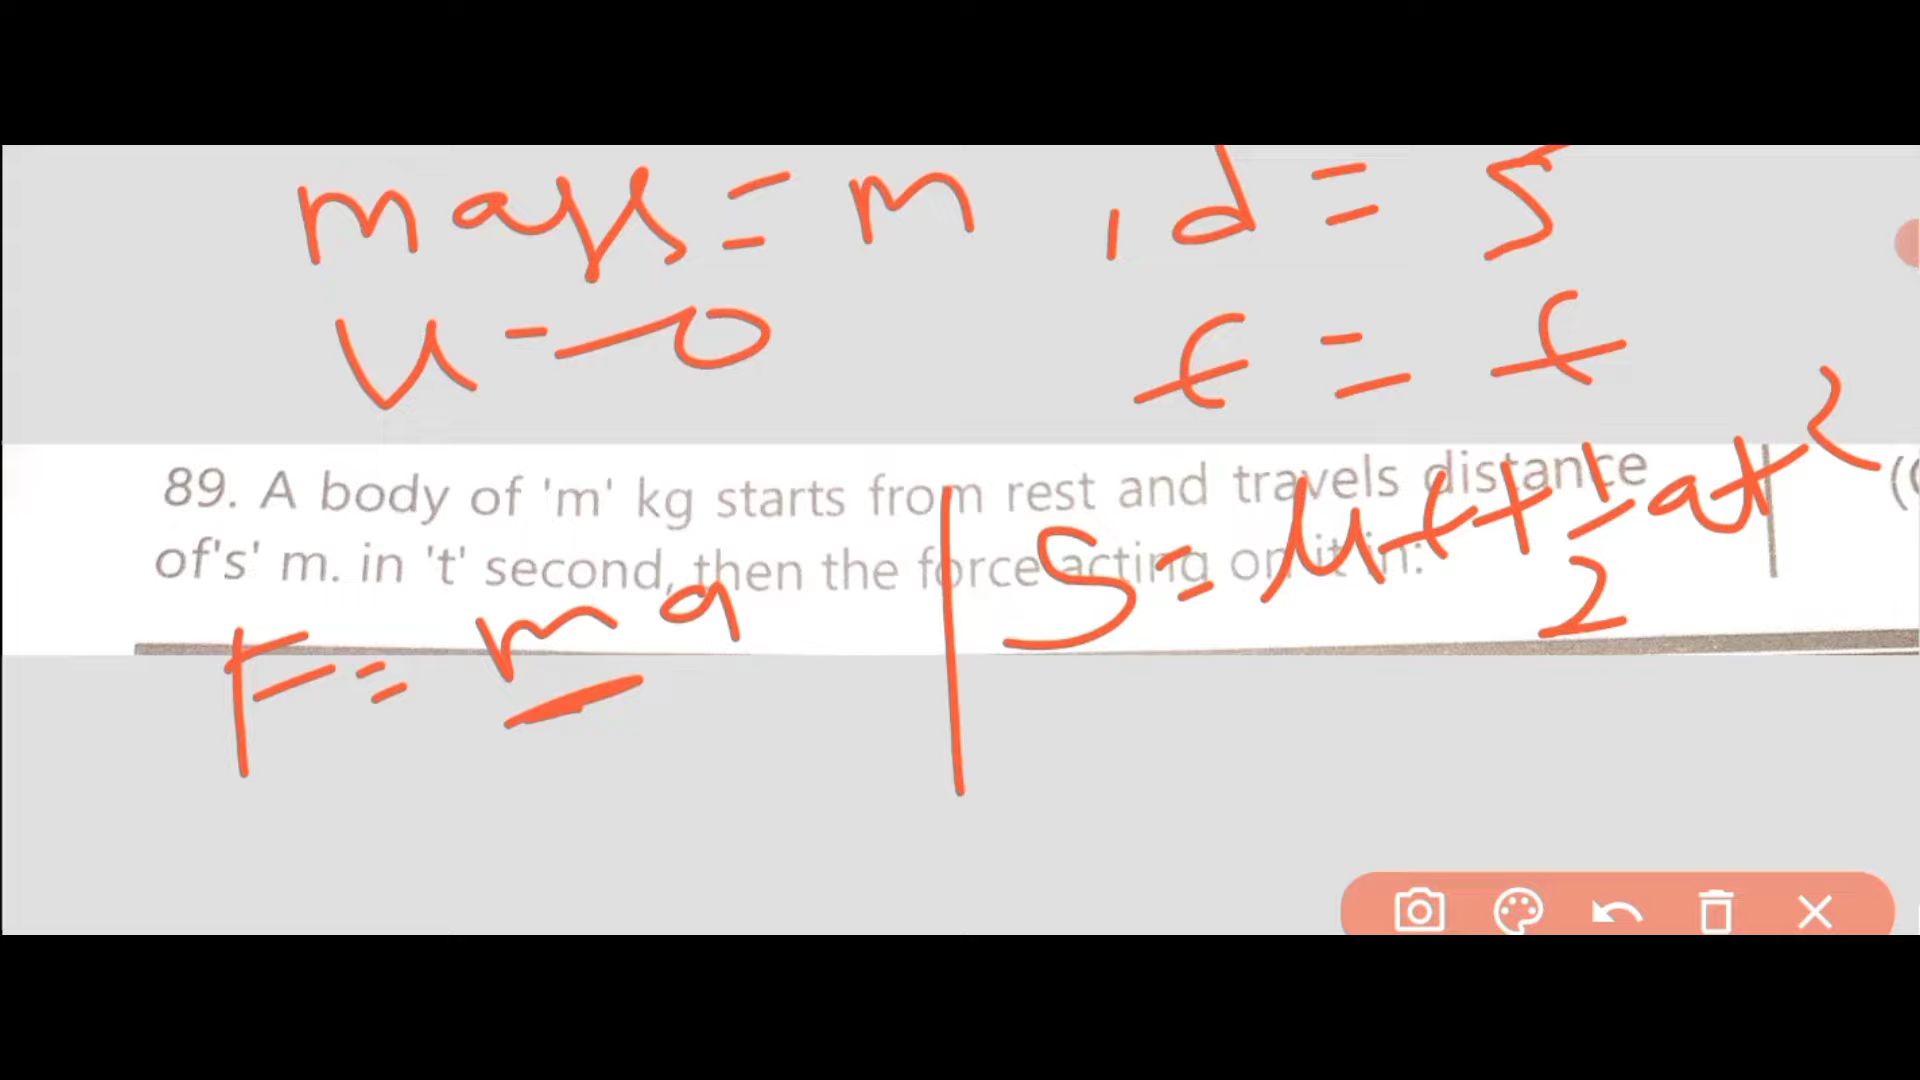 mass = m , d = s
u = 0 t = t
89. A body of 'm' kg starts from rest and travels distance
of's' m. in 't' second, then the force acting on it in:
F = ma
S = ut + 1/2 at²